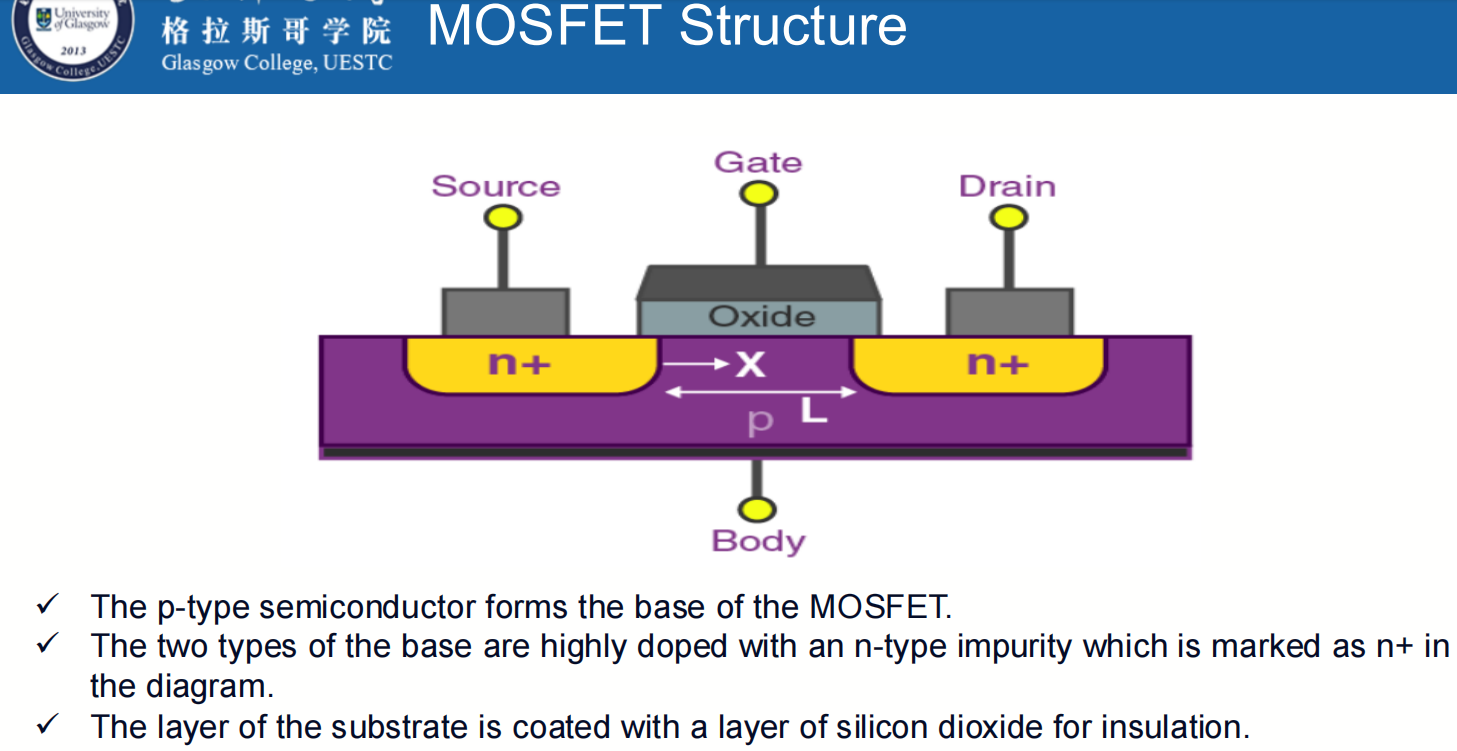 University
of Glasgow
2013
Glasgow College, UESTC
格拉斯哥学院
Glasgow College, UESTC
MOSFET Structure
Gate
Source
Drain
Oxide
n+
x
n+
L
p
Body
✓ The p-type semiconductor forms the base of the MOSFET.
✓ The two types of the base are highly doped with an n-type impurity which is marked as n+ in
the diagram.
✓ The layer of the substrate is coated with a layer of silicon dioxide for insulation.